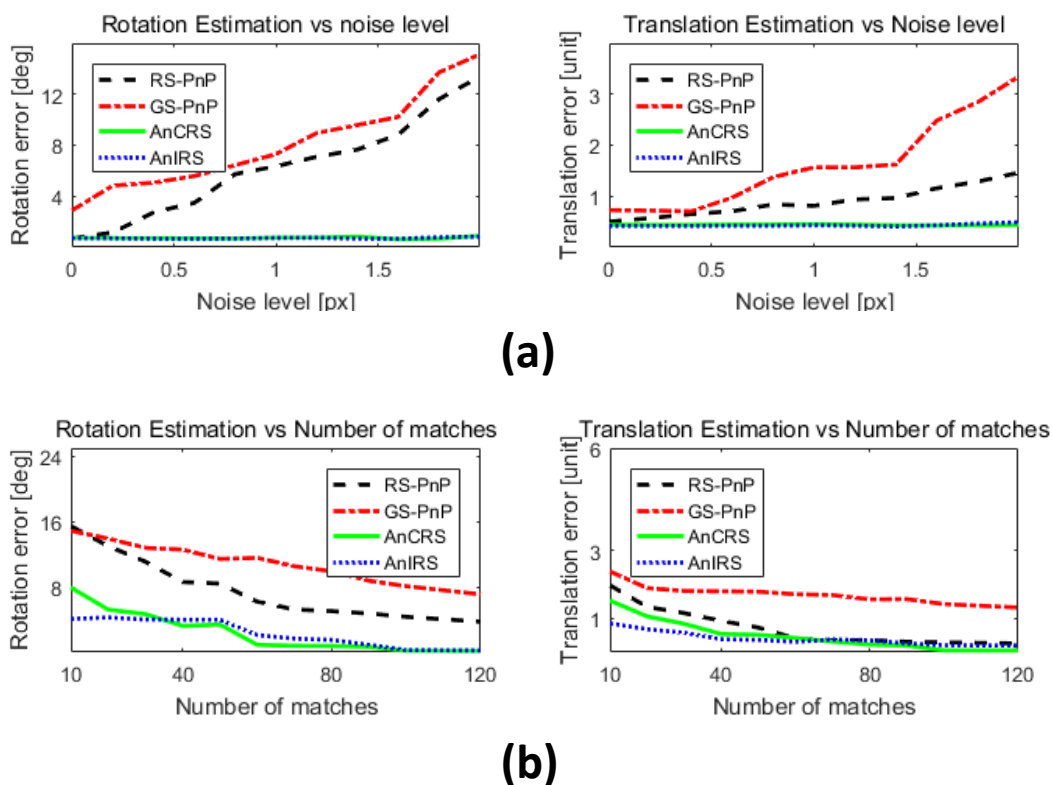 Rotation Estimation vs noise level
Rotation error [deg]
12
8
4
RS-PnP
GS-PnP
AnCRS
AnIRS
0 0.5 1 1.5
Noise level [px]
Translation Estimation vs Noise level
Translation error [unit]
3
2
1
RS-PnP
GS-PnP
AnCRS
AnIRS
0 0.5 1 1.5
Noise level [px]
(a)
Rotation Estimation vs Number of matches
Rotation error [deg]
24
16
8
RS-PnP
GS-PnP
AnCRS
AnIRS
10 40 80 120
Number of matches
Translation Estimation vs Number of matches
Translation error [unit]
6
3
1
RS-PnP
GS-PnP
AnCRS
AnIRS
10 40 80 120
Number of matches
(b)